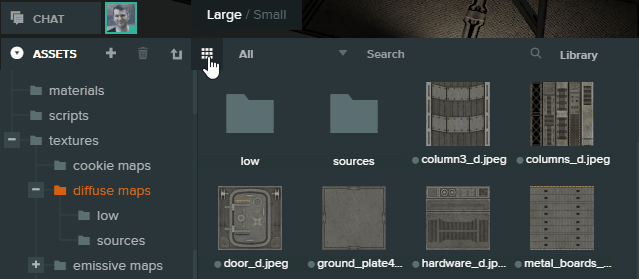 CHAT
Large / Small
ASSETS
All
Search
Library
materials
scripts
textures
cookie maps
diffuse maps
low
sources
emissive maps
low
sources
column3_d.jpeg
columns_d.jpeg
door_d.jpeg
ground_plate4...
hardware_d.jp...
metal_boards_...